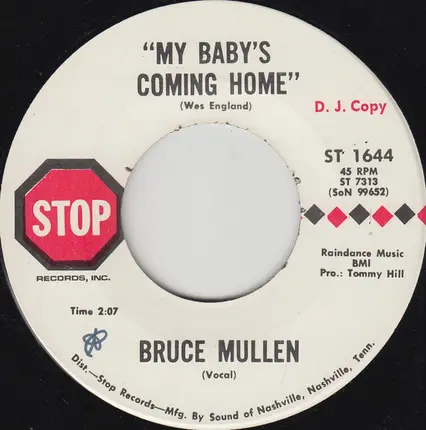 "MY BABY'S
COMING HOME"
(Wes England)
D. J. Copy
ST 1644
45 RPM
ST 7313
(SoN 99652)
STOP
RECORDS, INC.
Raindance Music
BMI
Pro.: Tommy Hill
Time 2:07
BRUCE MULLEN
(Vocal)
Dist.—Stop Records—Mfg. By Sound of Nashville, Nashville, Tenn.